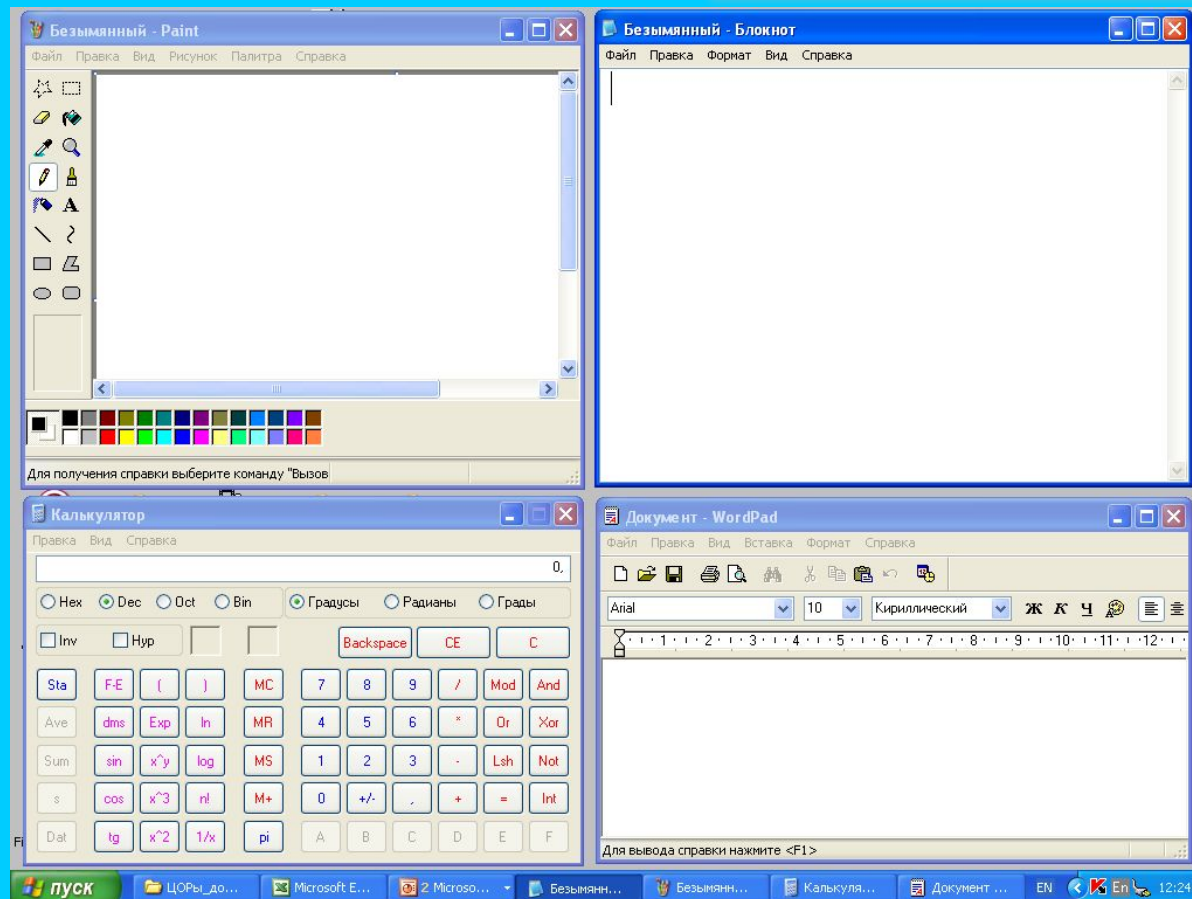 Безымянный - Paint
Файл Правка Вид Рисунок Палитра Справка
Для получения справки выберите команду "Вызов
Безымянный - Блокнот
Файл Правка Формат Вид Справка
Калькулятор
Правка Вид Справка
0,
Hex Dec Oct Bin Градусы Радианы Грады
Inv Hyp Backspace CE C
Sta F-E ( ) MC 7 8 9 / Mod And
Ave dms Exp ln MR 4 5 6 * Or Xor
Sum sin x^y log MS 1 2 3 - Lsh Not
s cos x^3 n! M+ 0 +/- , + = Int
Dat tg x^2 1/x pi A B C D E F
Документ - WordPad
Файл Правка Вид Вставка Формат Справка
Arial 10 Кириллический Ж К Ч
1 2 3 4 5 6 7 8 9 10 11 12
Для вывода справки нажмите <F1>
пуск ЦОРы_до... Microsoft E... 2 Microso... Безымянн... Безымянн... Калькуля... Документ ... EN En 12:24